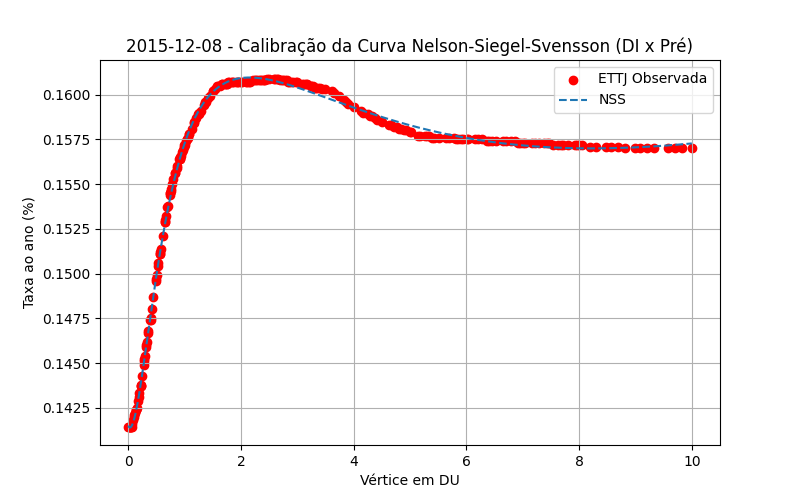 2015-12-08 - Calibração da Curva Nelson-Siegel-Svensson (DI x Pré)
ETTJ Observada
NSS
0.1600
0.1575
0.1550
0.1525
0.1500
0.1475
0.1450
0.1425
Taxa ao ano (%)
0 2 4 6 8 10
Vértice em DU